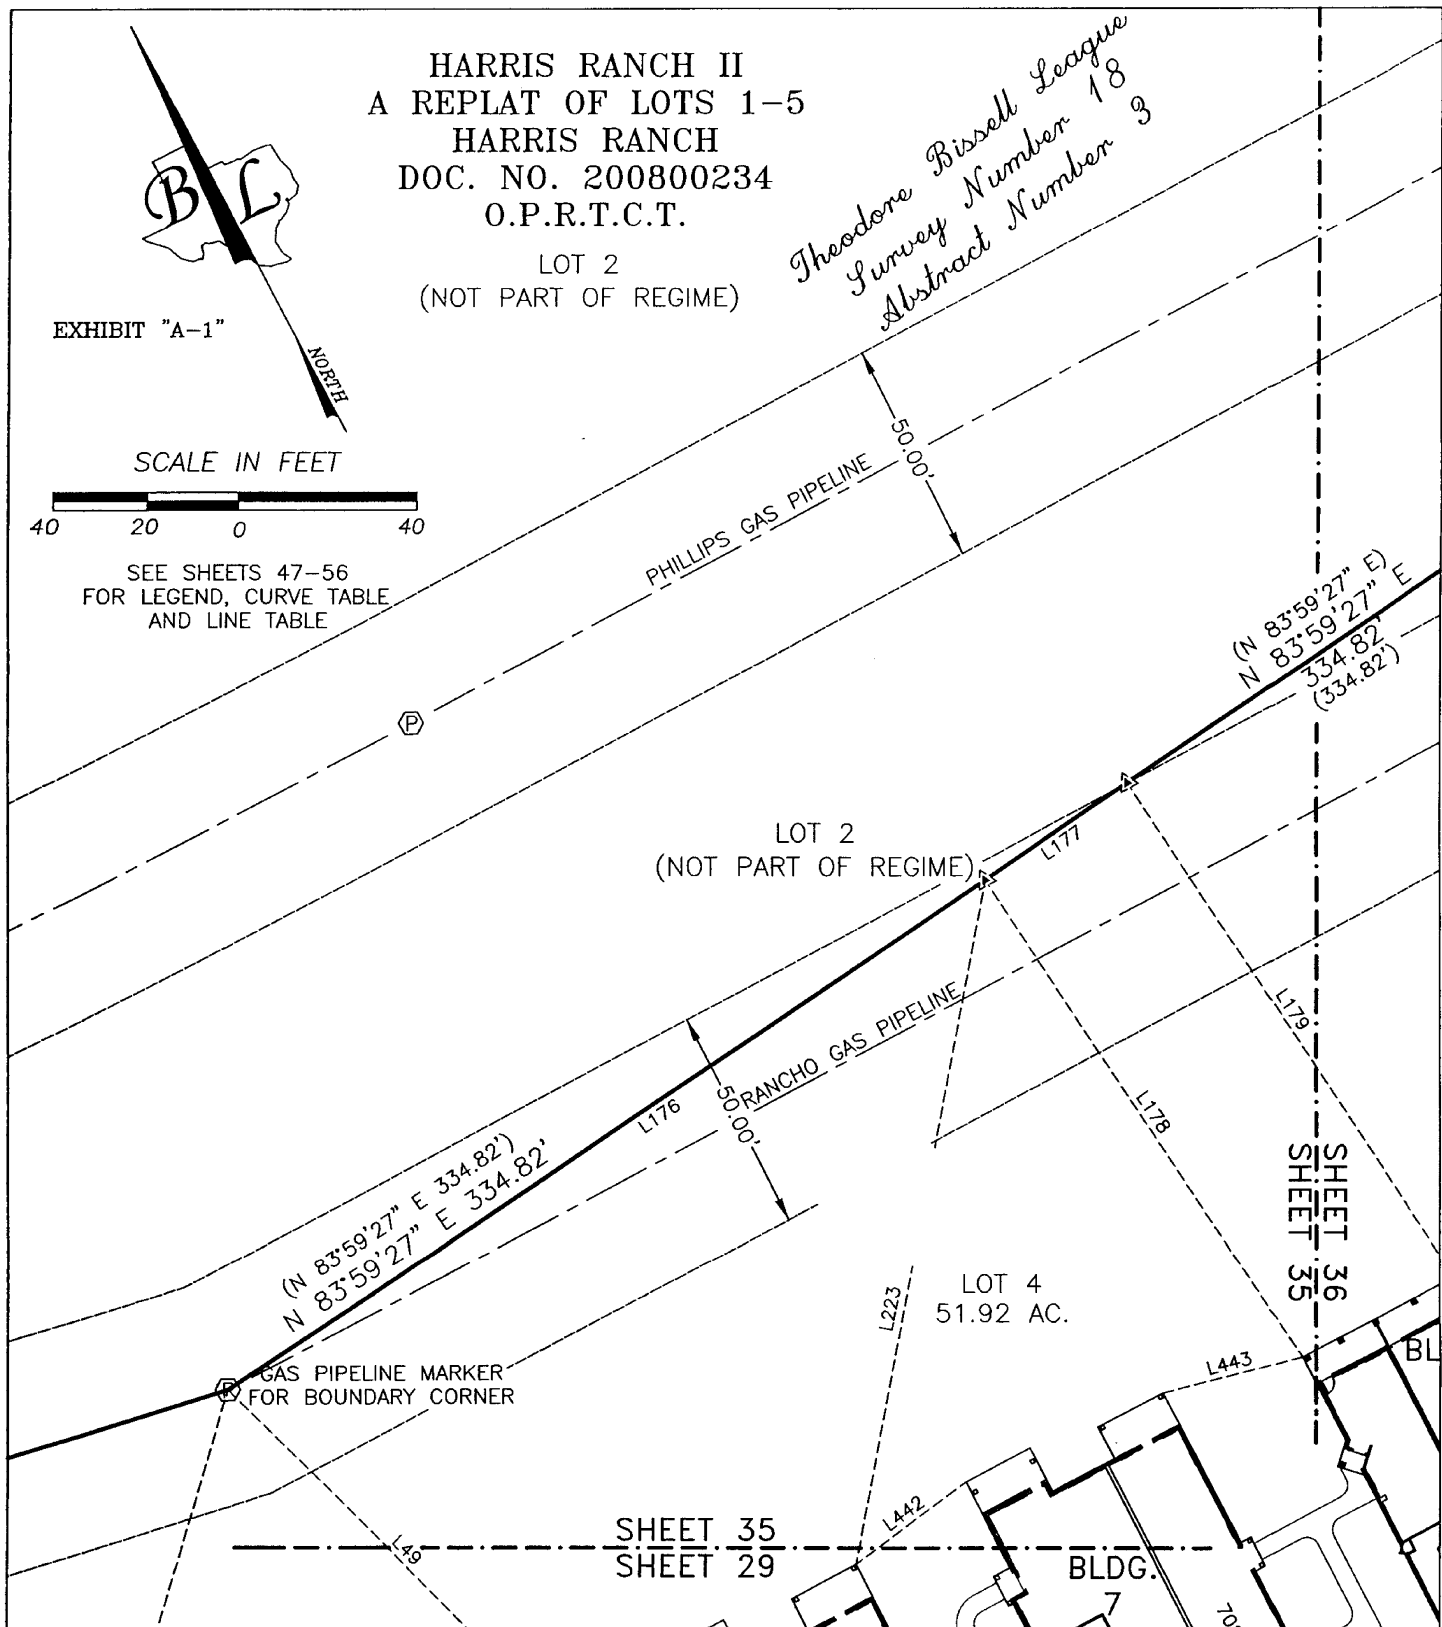 HARRIS RANCH II
A REPLAT OF LOTS 1-5
HARRIS RANCH
DOC. NO. 200800234
O.P.R.T.C.T.
LOT 2
(NOT PART OF REGIME)
Theodore Bissell League
Survey Number 18
Abstract Number 3
B L
EXHIBIT "A-1"
NORTH
SCALE IN FEET
40 20 0 40
SEE SHEETS 47-56
FOR LEGEND, CURVE TABLE
AND LINE TABLE
50.00'
PHILLIPS GAS PIPELINE
P
(N 83°59'27" E)
N 83°59'27" E
334.82'
(334.82')
LOT 2
(NOT PART OF REGIME)
L177
L179
RANCHO GAS PIPELINE
L176
50.00'
L178
(N 83°59'27" E 334.82')
N 83°59'27" E 334.82'
SHEET 36
SHEET 35
L223
LOT 4
51.92 AC.
L443
BL
GAS PIPELINE MARKER
FOR BOUNDARY CORNER
R
L442
L49
SHEET 35
SHEET 29
BLDG.
7